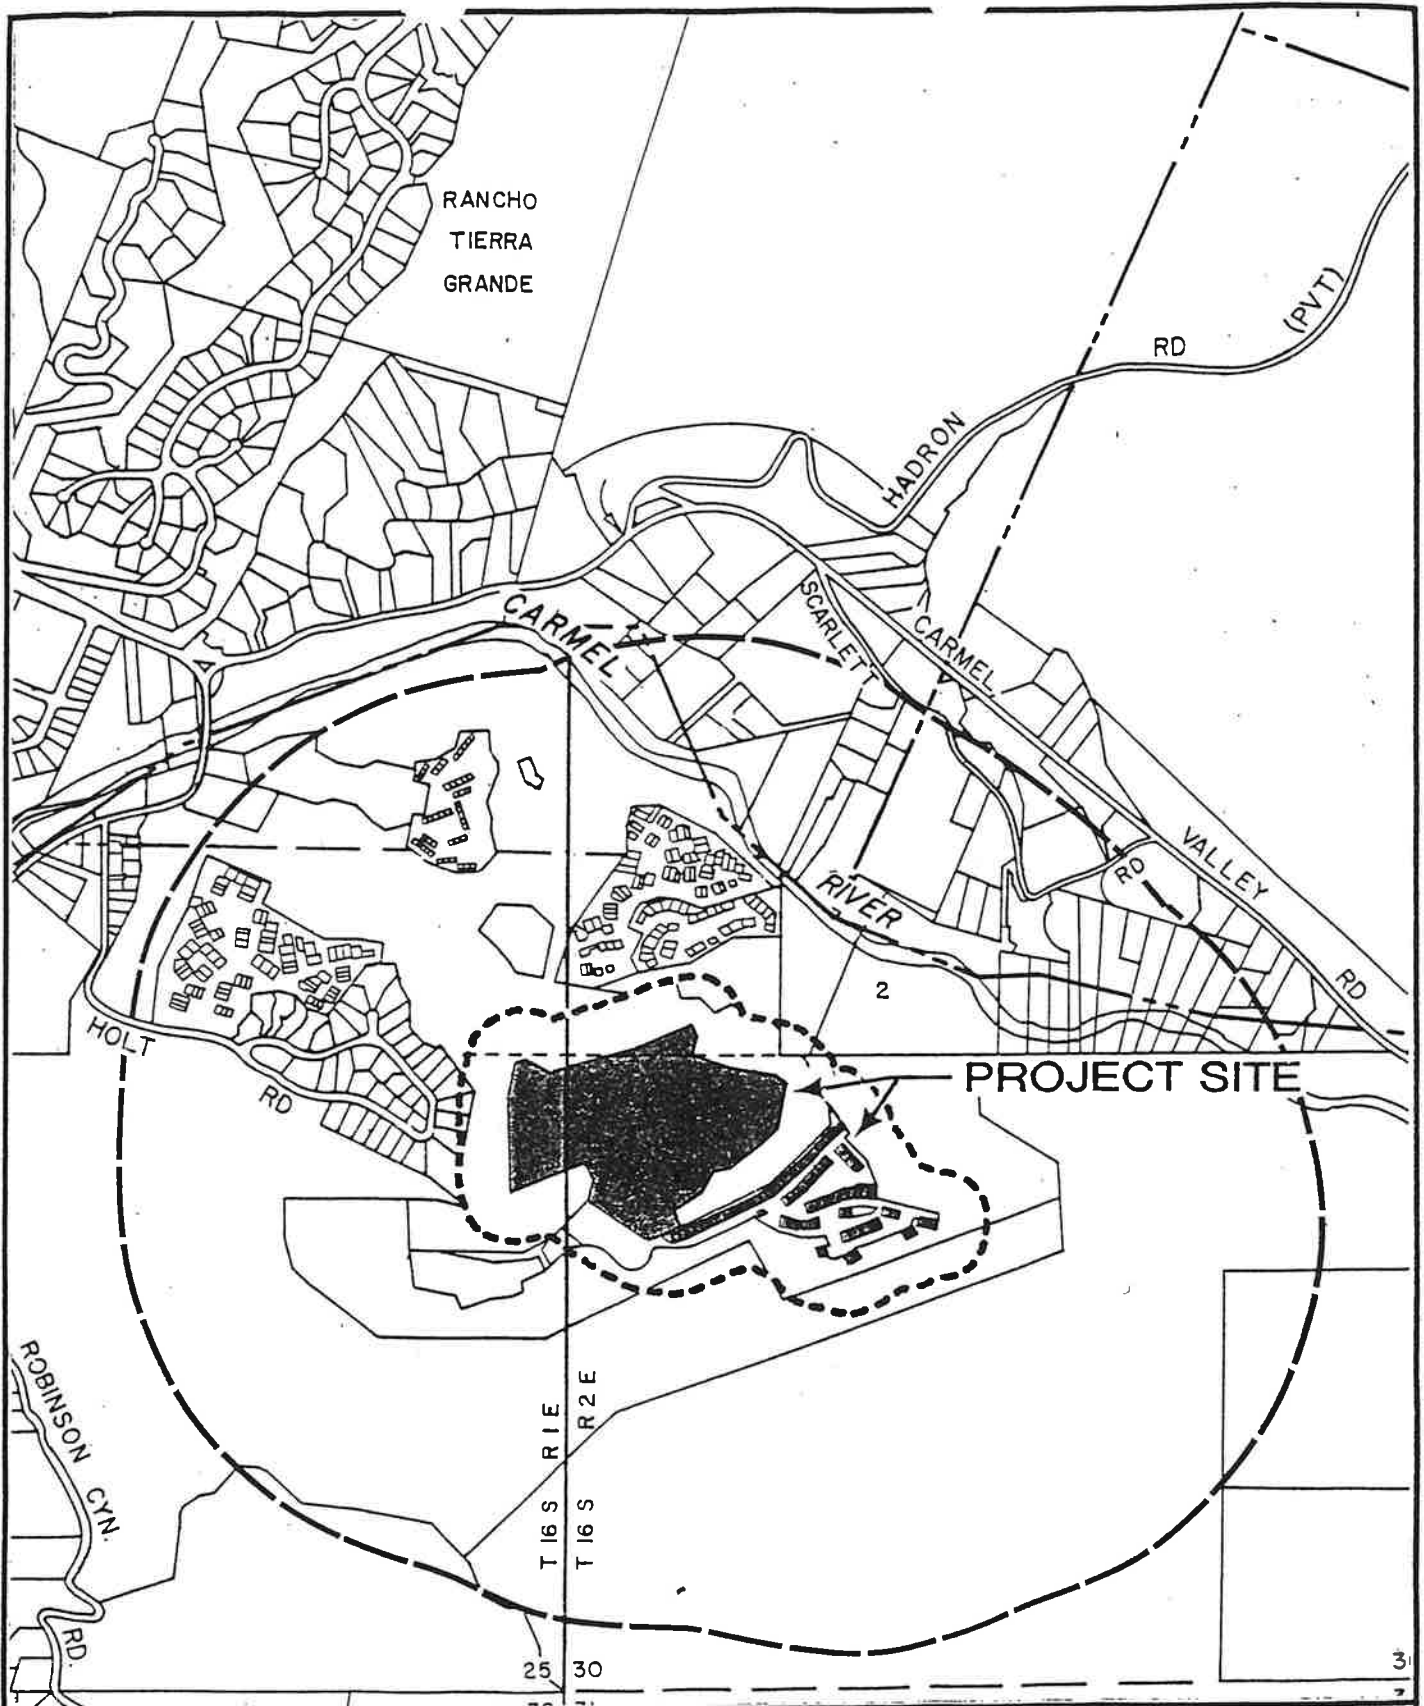 RANCHO
TIERRA
GRANDE
(PVT)
RD
HADRON
CARMEL
SCARLETT
CARMEL
VALLEY
RD
RD
RIVER
2
HOLT
RD
PROJECT SITE
ROBINSON CYN.
RD.
T16S R1E
T16S R2E
25 30